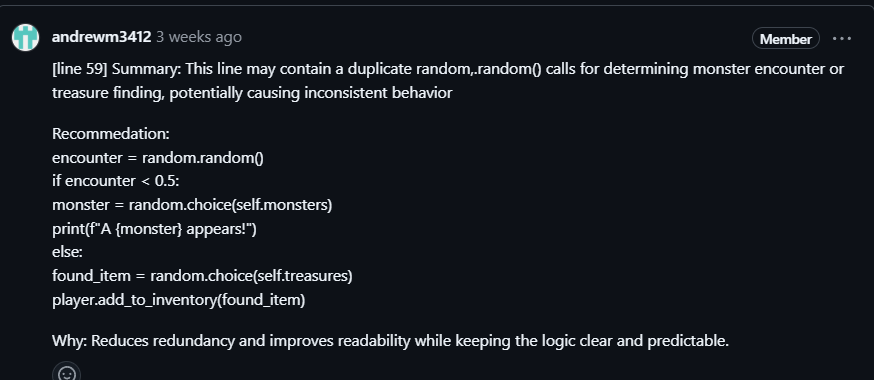 andrewm3412 3 weeks ago
Member
[line 59] Summary: This line may contain a duplicate random,.random() calls for determining monster encounter or
treasure finding, potentially causing inconsistent behavior
Recommedation:
encounter = random.random()
if encounter < 0.5:
monster = random.choice(self.monsters)
print(f"A {monster} appears!")
else:
found_item = random.choice(self.treasures)
player.add_to_inventory(found_item)
Why: Reduces redundancy and improves readability while keeping the logic clear and predictable.